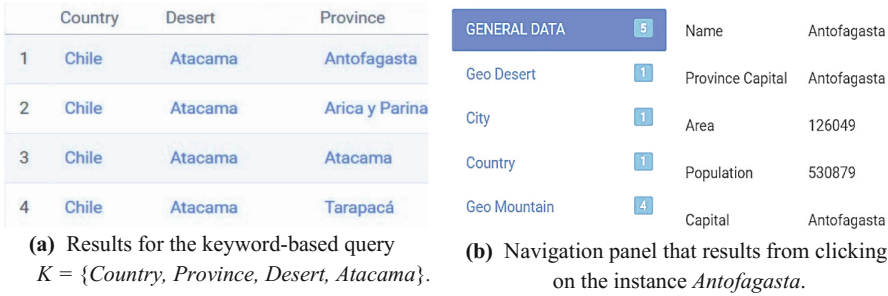 Country Desert Province
1 Chile Atacama Antofagasta
2 Chile Atacama Arica y Parina
3 Chile Atacama Atacama
4 Chile Atacama Tarapacá
(a) Results for the keyword-based query
K = {Country, Province, Desert, Atacama}.
GENERAL DATA 5 Name Antofagasta
Geo Desert 1 Province Capital Antofagasta
City 1 Area 126049
Country 1 Population 530879
Geo Mountain 4 Capital Antofagasta
(b) Navigation panel that results from clicking
on the instance Antofagasta.